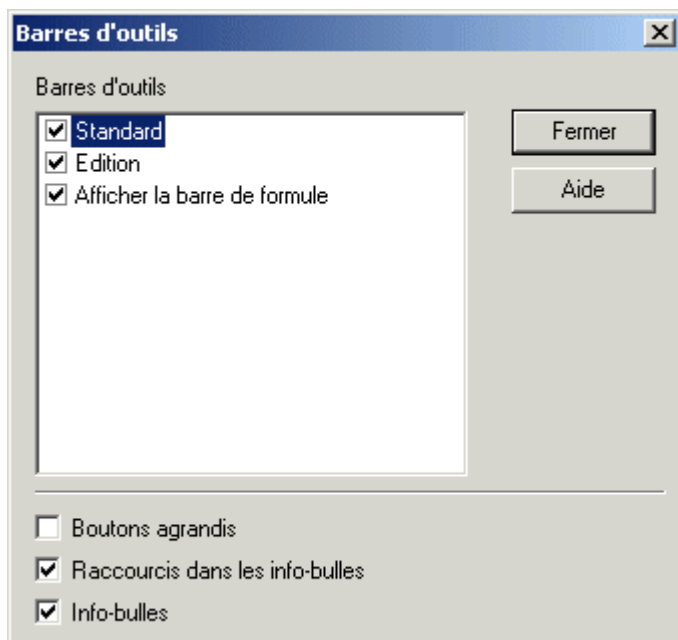 Barres d'outils
Barres d'outils
Standard
Edition
Afficher la barre de formule
Fermer
Aide
Boutons agrandis
Raccourcis dans les info-bulles
Info-bulles